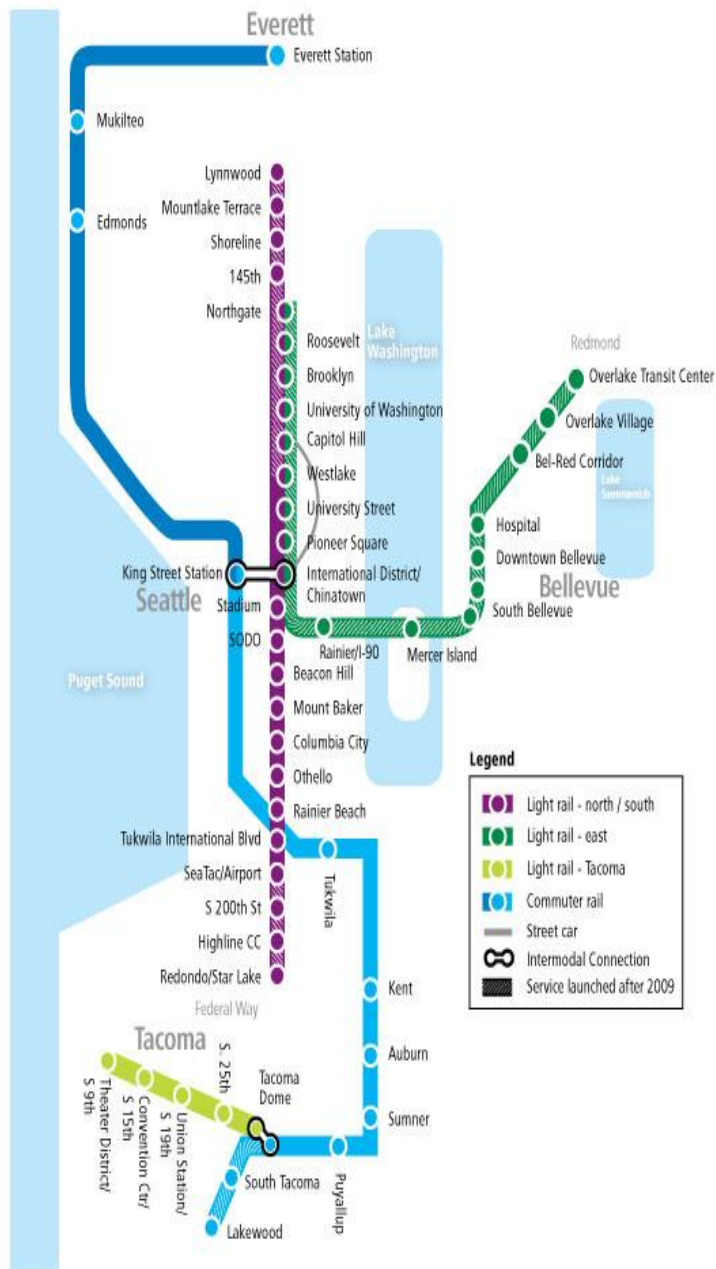 Everett
Everett Station
Mukilteo
Edmonds
Lynnwood
Mountlake Terrace
Shoreline
145th
Northgate
Roosevelt
Brooklyn
University of Washington
Capitol Hill
Westlake
University Street
Pioneer Square
International District/
Chinatown
King Street Station
Seattle
Stadium
SODO
Beacon Hill
Mount Baker
Columbia City
Othello
Rainier Beach
Tukwila International Blvd
SeaTac/Airport
S 200th St
Highline CC
Redondo/Star Lake
Federal Way
Lake
Washington
Redmond
Overlake Transit Center
Overlake Village
Bel-Red Corridor
Lake
Sammamish
Hospital
Downtown Bellevue
Bellevue
South Bellevue
Mercer Island
Rainier/I-90
Puget Sound
Tukwila
Kent
Auburn
Sumner
Puyallup
Tacoma
Tacoma
Dome
S. 25th
Union Station/
S 19th
Convention Ctr/
S 15th
Theater District/
S 9th
South Tacoma
Lakewood
Legend
Light rail - north / south
Light rail - east
Light rail - Tacoma
Commuter rail
Street car
Intermodal Connection
Service launched after 2009